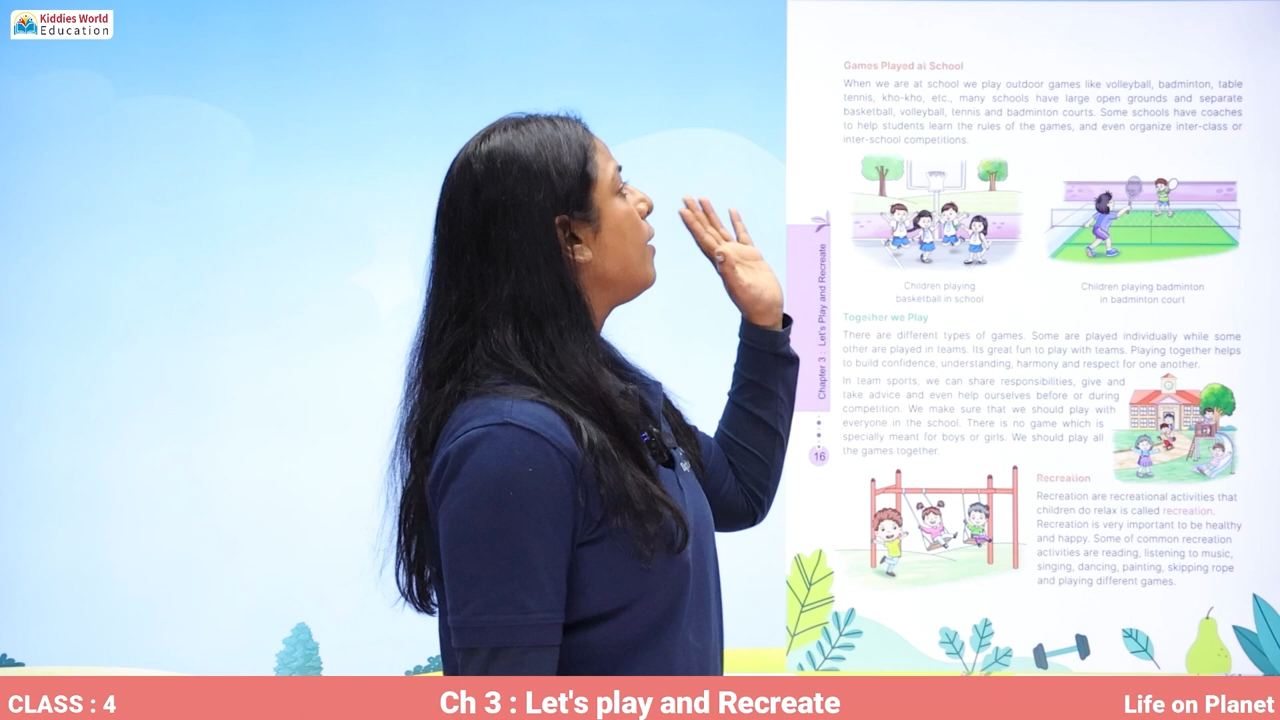 Kiddies World
Education
Games Played at School
When we are at school we play outdoor games like volleyball, badminton, table
tennis, kho-kho, etc., many schools have large open grounds and separate
basketball, volleyball, tennis and badminton courts. Some schools have coaches
to help students learn the rules of the games, and even organize inter-class or
inter-school competitions.
Children playing
basketball in school
Children playing badminton
in badminton court
Chapter 3 : Let's Play and Recreate
16
Together we Play
There are different types of games. Some are played individually while some
other are played in teams. Its great fun to play with teams. Playing together helps
to build confidence, understanding, harmony and respect for one another.
In team sports, we can share responsibilities, give and
take advice and even help ourselves before or during
competition. We make sure that we should play with
everyone in the school. There is no game which is
specially meant for boys or girls. We should play all
the games together.
Recreation
Recreation are recreational activities that
children do relax is called recreation.
Recreation is very important to be healthy
and happy. Some of common recreation
activities are reading, listening to music,
singing, dancing, painting, skipping rope
and playing different games.
CLASS : 4
Ch 3 : Let's play and Recreate
Life on Planet